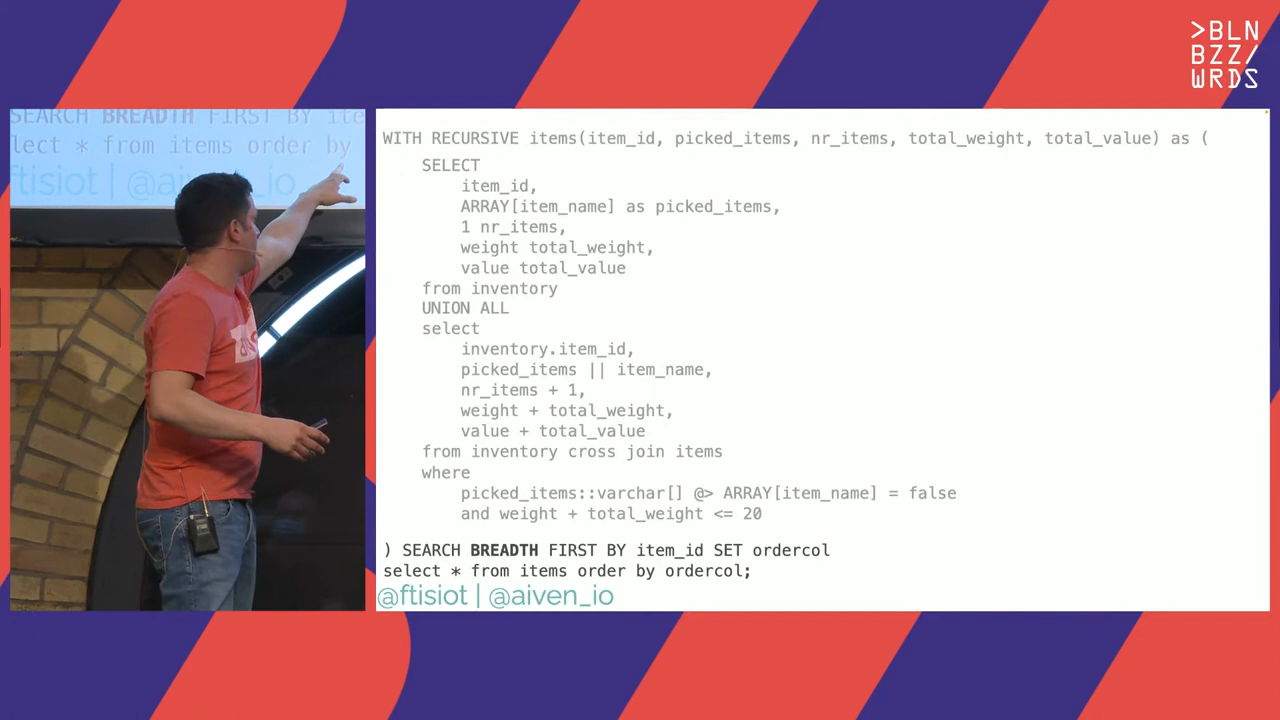 >BLN
BZZ/
WRDS
SEARCH BREADTH FIRST BY ite
lect * from items order by
ftisiot | @aiven_io
WITH RECURSIVE items(item_id, picked_items, nr_items, total_weight, total_value) as (
SELECT
item_id,
ARRAY[item_name] as picked_items,
1 nr_items,
weight total_weight,
value total_value
from inventory
UNION ALL
select
inventory.item_id,
picked_items || item_name,
nr_items + 1,
weight + total_weight,
value + total_value
from inventory cross join items
where
picked_items::varchar[] @> ARRAY[item_name] = false
and weight + total_weight <= 20
) SEARCH BREADTH FIRST BY item_id SET ordercol
select * from items order by ordercol;
@ftisiot | @aiven_io